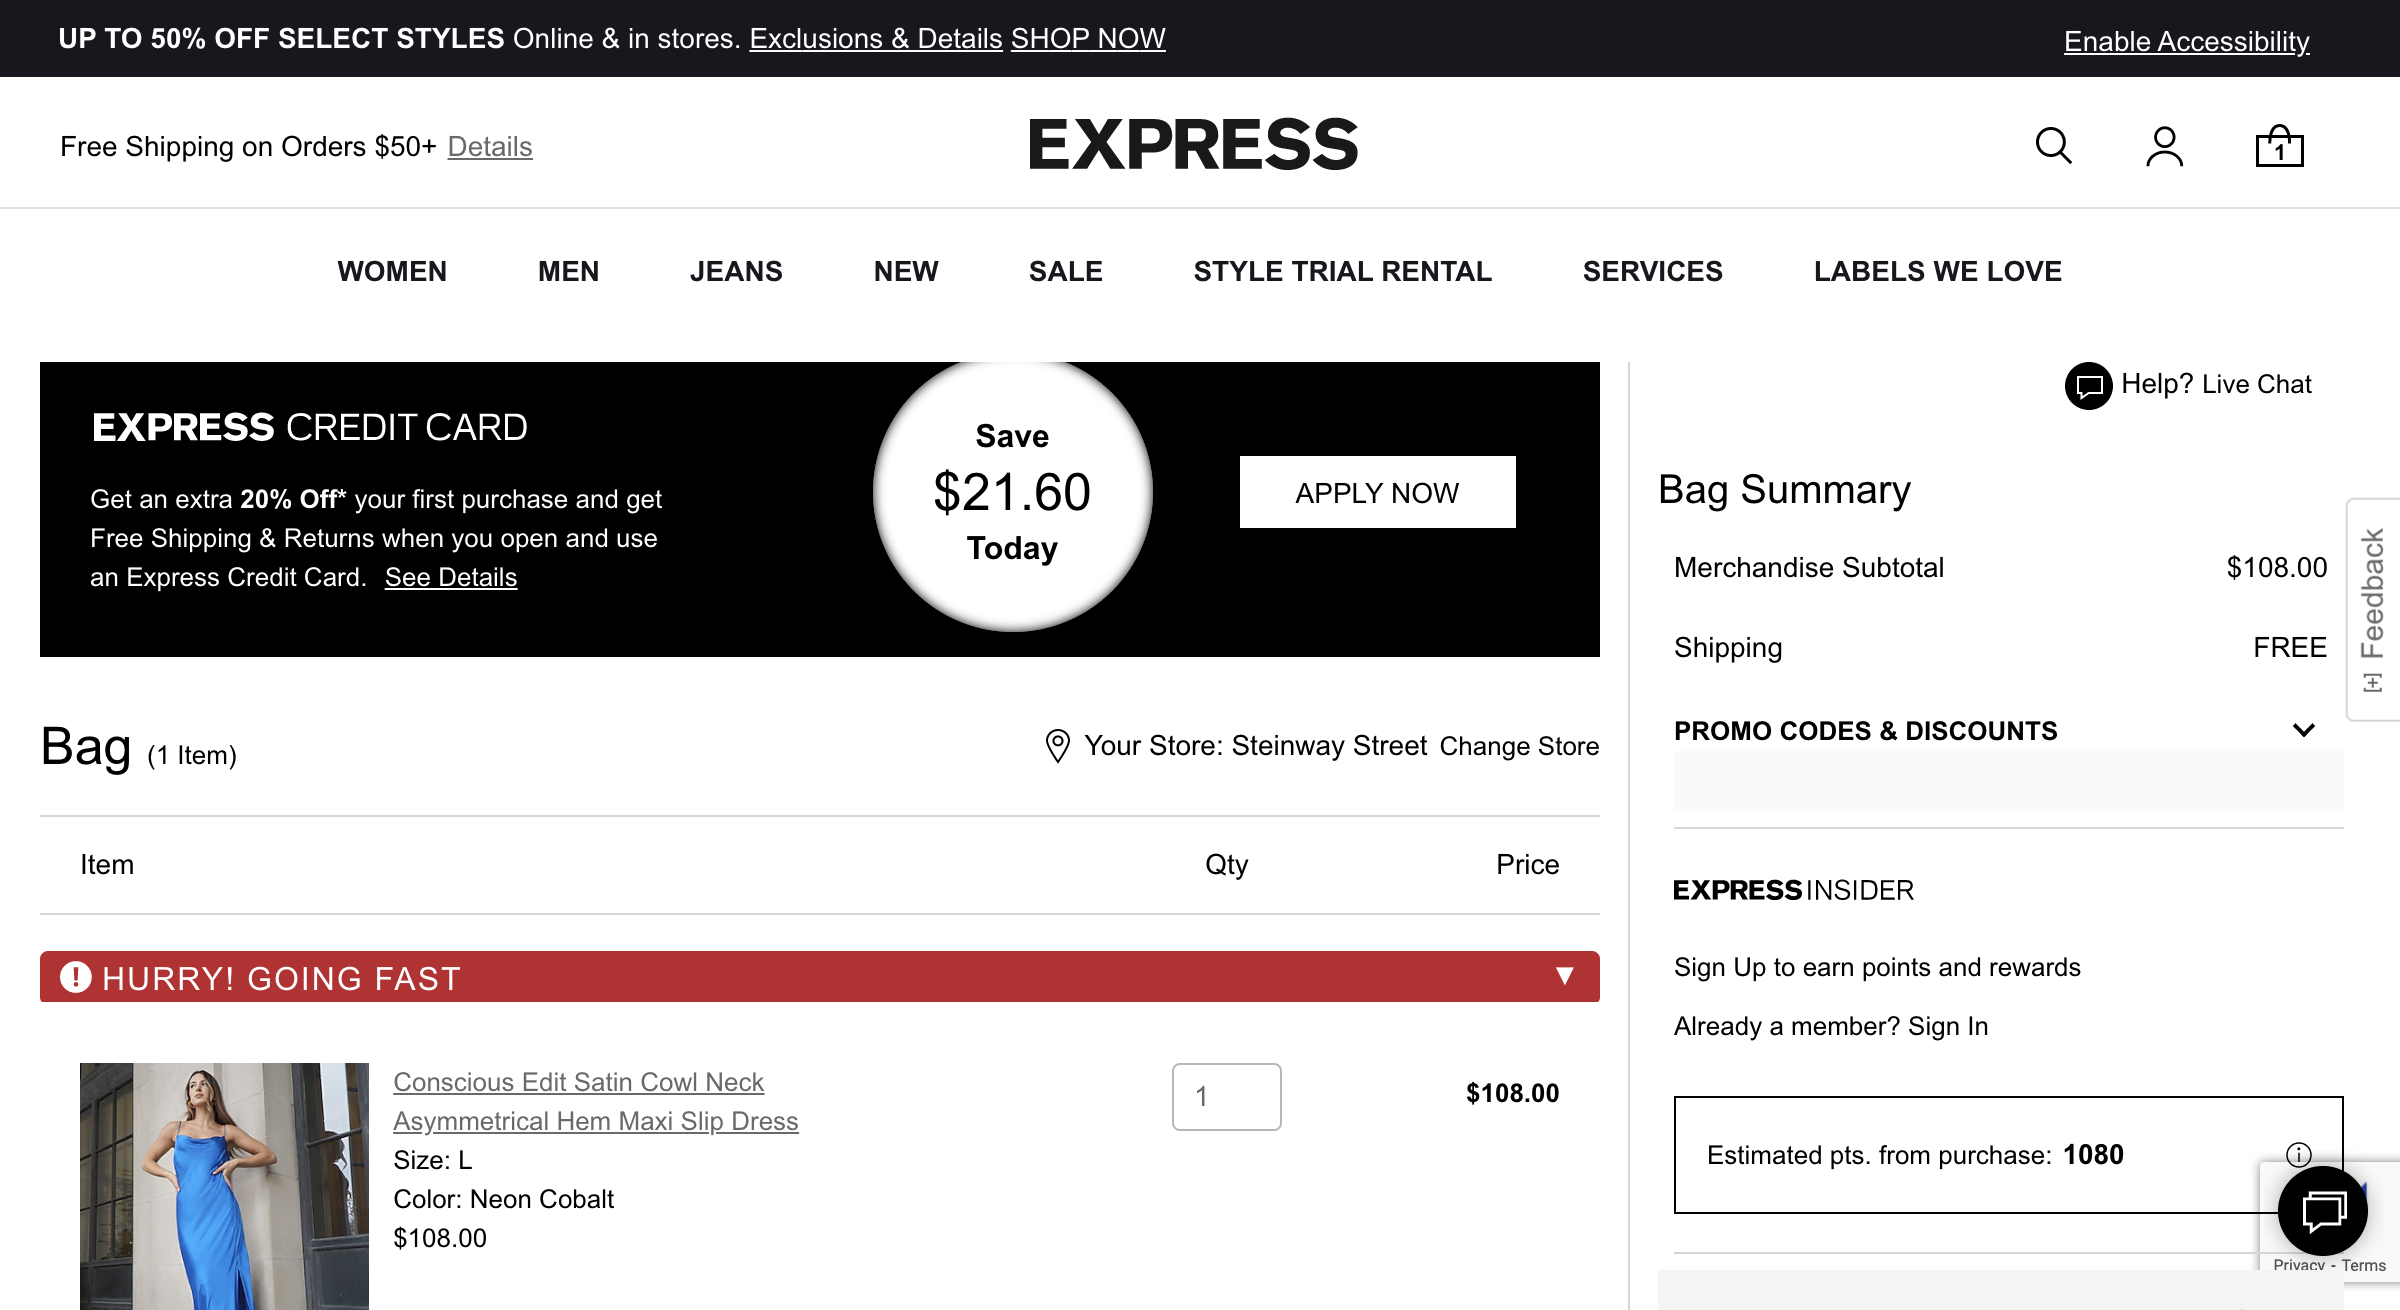 UP TO 50% OFF SELECT STYLES Online & in stores. Exclusions & Details SHOP NOW
Enable Accessibility
Free Shipping on Orders $50+ Details
EXPRESS
1
WOMEN
MEN
JEANS
NEW
SALE
STYLE TRIAL RENTAL
SERVICES
LABELS WE LOVE
EXPRESS CREDIT CARD
Get an extra 20% Off* your first purchase and get
Free Shipping & Returns when you open and use
an Express Credit Card. See Details
Save
$21.60
Today
APPLY NOW
Help? Live Chat
Bag Summary
Merchandise Subtotal $108.00
Shipping FREE
PROMO CODES & DISCOUNTS
[+] Feedback
Bag (1 Item)
Your Store: Steinway Street Change Store
Item Qty Price
! HURRY! GOING FAST ▼
Conscious Edit Satin Cowl Neck
Asymmetrical Hem Maxi Slip Dress
Size: L
Color: Neon Cobalt
$108.00
1
$108.00
EXPRESS INSIDER
Sign Up to earn points and rewards
Already a member? Sign In
Estimated pts. from purchase: 1080
Privacy - Terms